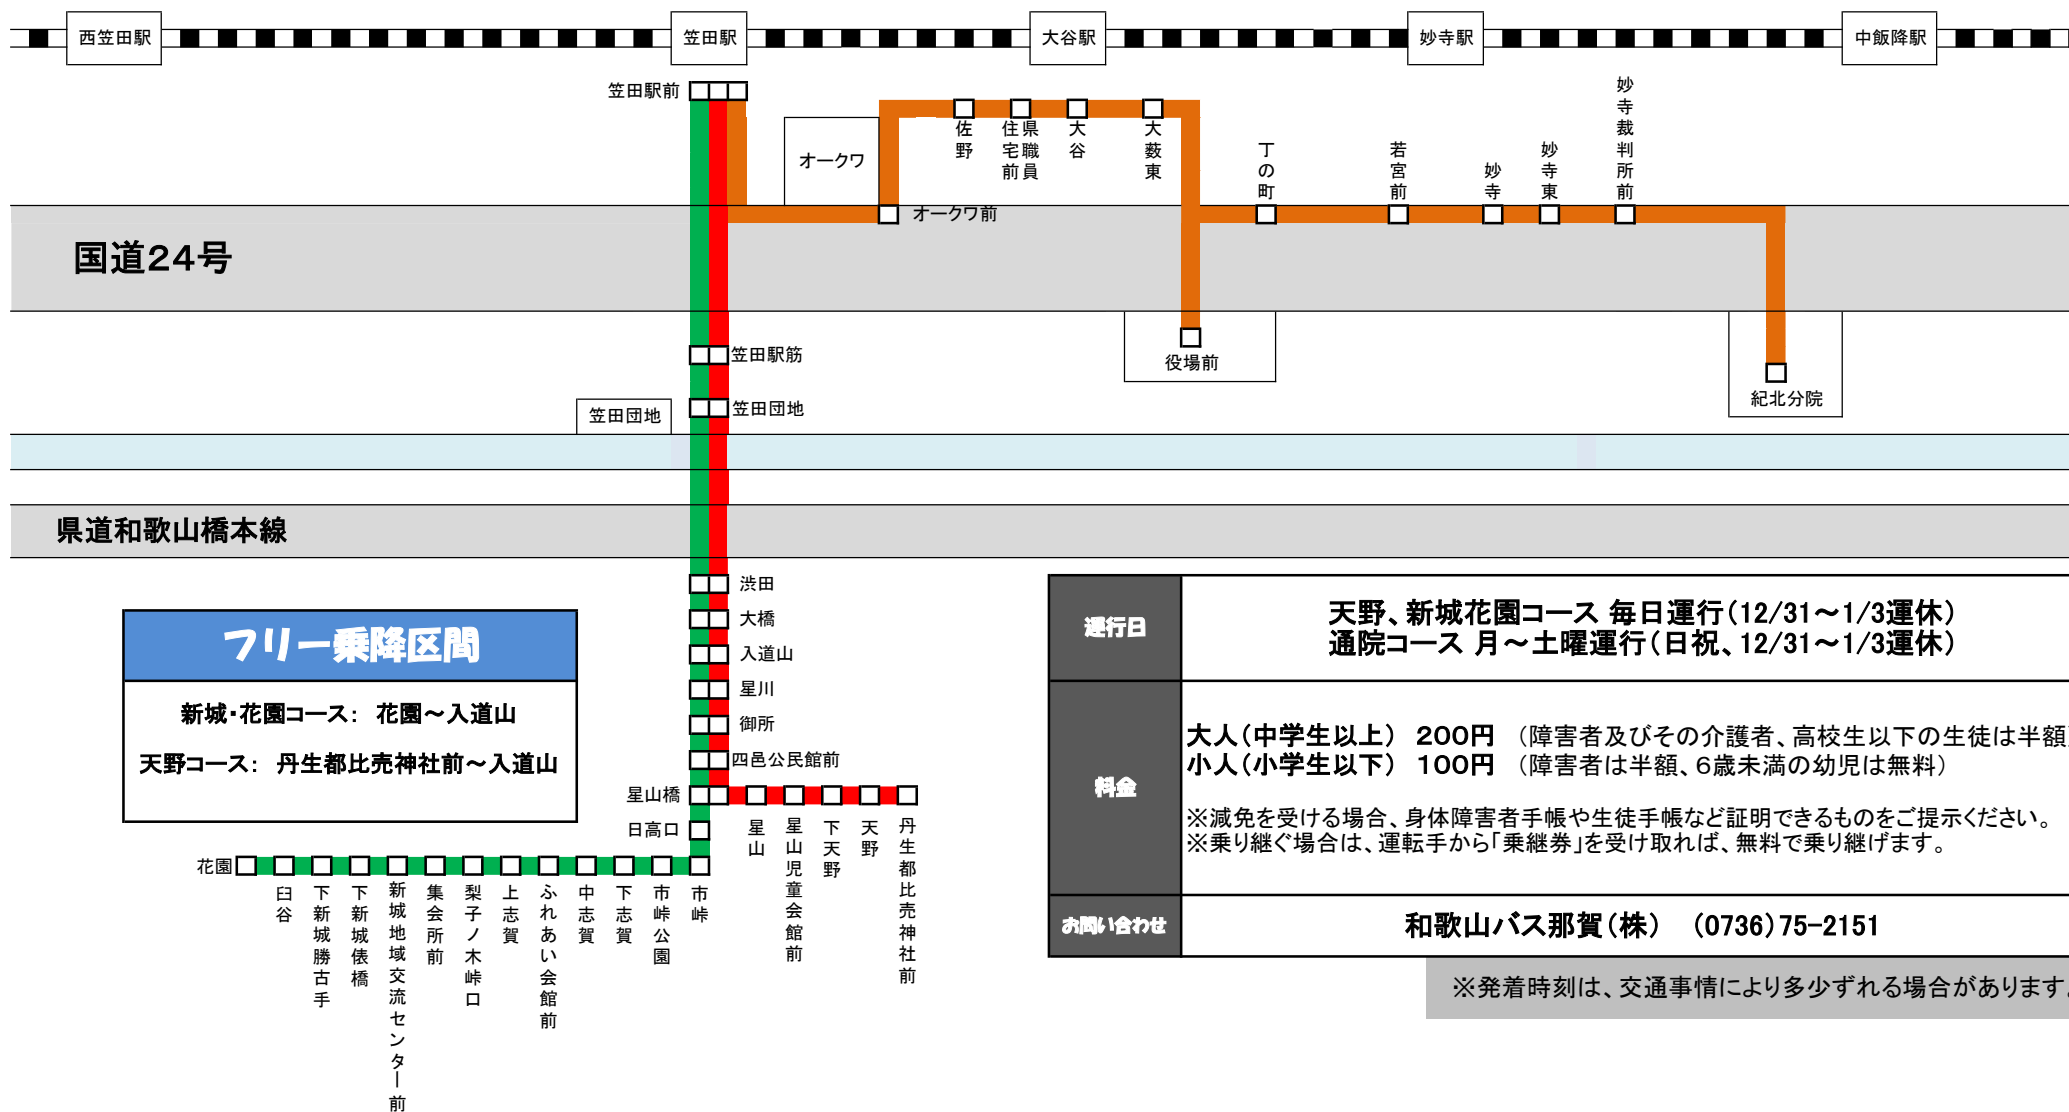 西笠田駅
笠田駅
大谷駅
妙寺駅
中飯降駅
笠田駅前
オークワ
佐野
県職員
住宅前
大谷
大薮東
丁の町
若宮前
妙寺
妙寺東
妙寺裁判所前
オークワ前
国道24号
笠田駅筋
役場前
笠田団地
笠田団地
紀北分院
県道和歌山橋本線
渋田
大橋
入道山
星川
御所
四邑公民館前
星山橋
日高口
星山
星山児童会館前
下天野
天野
丹生都比売神社前
花園
臼谷
下新城勝古手
下新城俵橋
新城地域交流センター前
集会所前
梨子ノ木峠口
上志賀
ふれあい会館前
中志賀
下志賀
市峠公園
市峠
フリー乗降区間
新城・花園コース： 花園～入道山
天野コース： 丹生都比売神社前～入道山
運行日
天野、新城花園コース 毎日運行（12/31～1/3運休）
通院コース 月～土曜運行（日祝、12/31～1/3運休）
料金
大人（中学生以上） 200円 （障害者及びその介護者、高校生以下の生徒は半額）
小人（小学生以下） 100円 （障害者は半額、6歳未満の幼児は無料）
※減免を受ける場合、身体障害者手帳や生徒手帳など証明できるものをご提示ください。
※乗り継ぐ場合は、運転手から「乗継券」を受け取れば、無料で乗り継げます。
お問い合わせ
和歌山バス那賀（株） （0736）75-2151
※発着時刻は、交通事情により多少ずれる場合があります。